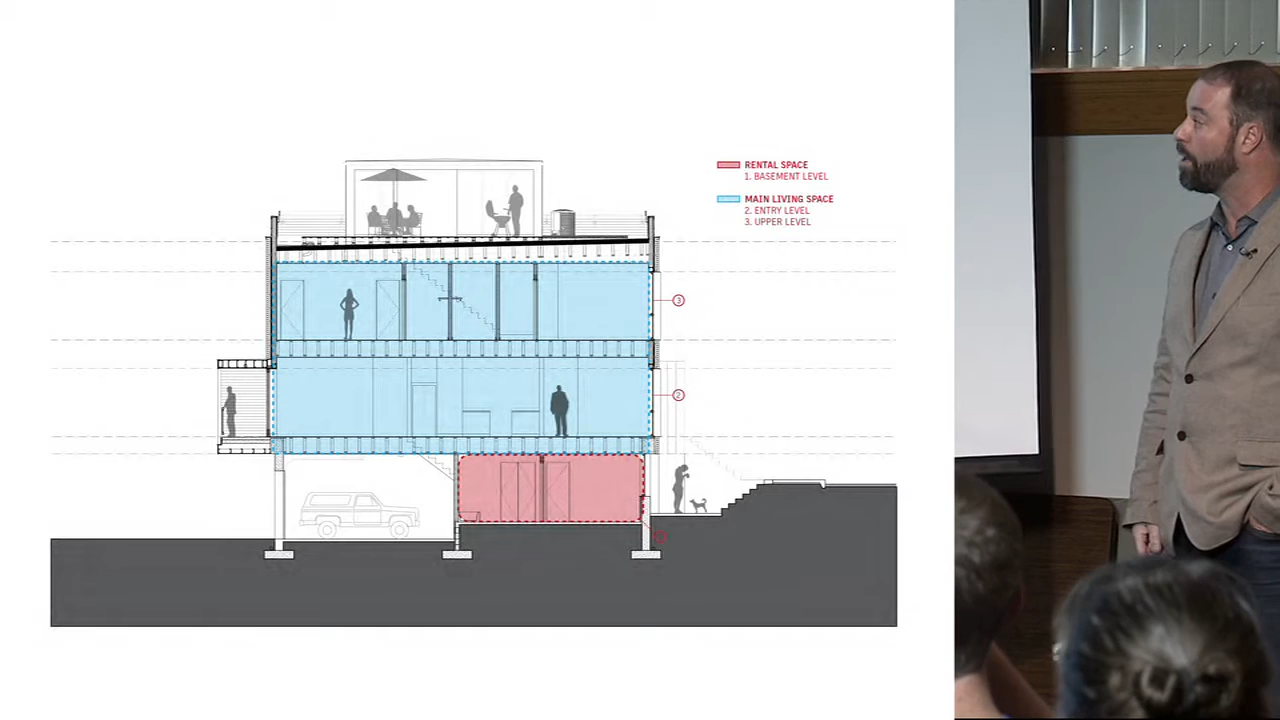 RENTAL SPACE
1. BASEMENT LEVEL
MAIN LIVING SPACE
2. ENTRY LEVEL
3. UPPER LEVEL
3
2